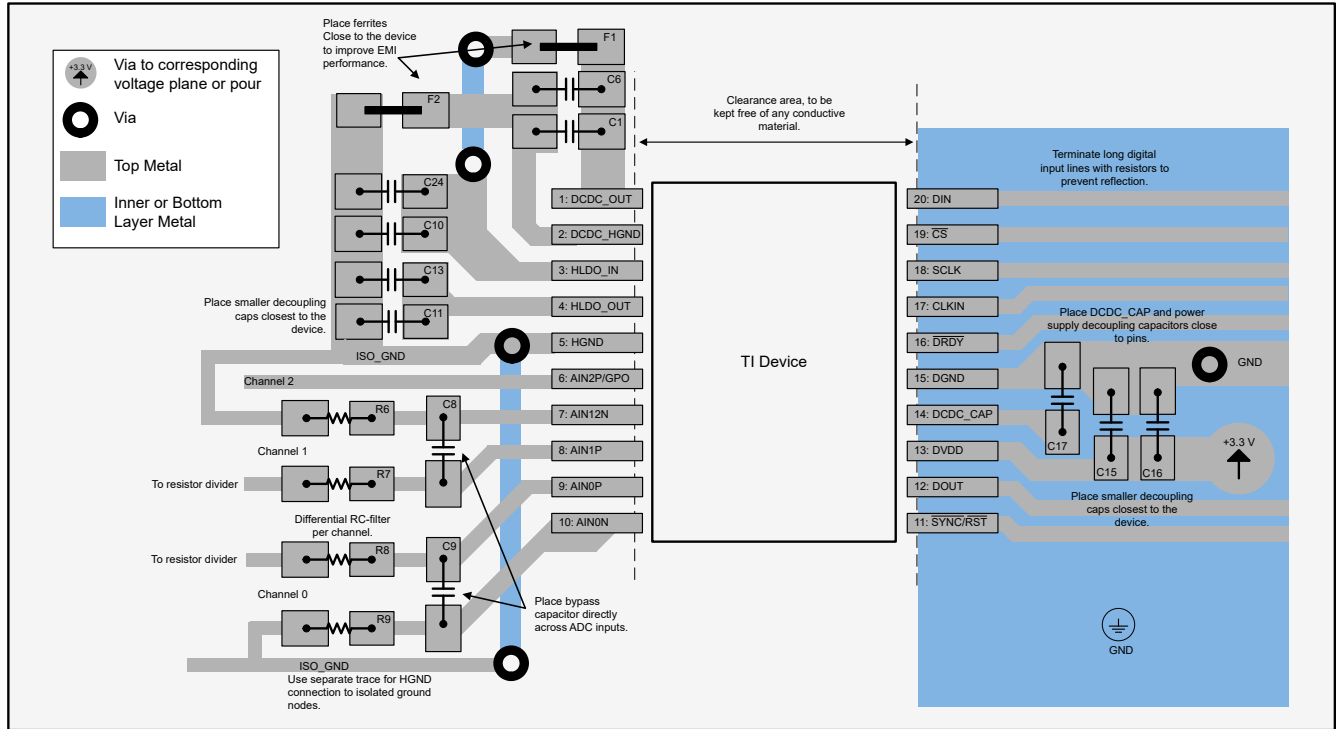 Place ferrites
Close to the device
to improve EMI
performance.
+3.3 V
Via to corresponding
voltage plane or pour
Via
Top Metal
Inner or Bottom
Layer Metal
F1
C6
F2
C1
Clearance area, to be
kept free of any conductive
material.
C24
C10
C13
C11
Place smaller decoupling
caps closest to the
device.
ISO_GND
Channel 2
R6
C8
Channel 1
To resistor divider
R7
Differential RC-filter
per channel.
To resistor divider
R8
C9
Channel 0
R9
Place bypass
capacitor directly
across ADC inputs.
ISO_GND
Use separate trace for HGND
connection to isolated ground
nodes.
1: DCDC_OUT
2: DCDC_HGND
3: HLDO_IN
4: HLDO_OUT
5: HGND
6: AIN2P/GPO
7: AIN12N
8: AIN1P
9: AIN0P
10: AIN0N
TI Device
Terminate long digital
input lines with resistors to
prevent reflection.
20: DIN
19: CS
18: SCLK
17: CLKIN
Place DCDC_CAP and power
supply decoupling capacitors close
to pins.
16: DRDY
15: DGND
GND
14: DCDC_CAP
C17
13: DVDD
C15
C16
+3.3 V
12: DOUT
Place smaller decoupling
caps closest to the
device.
11: SYNC/RST
GND